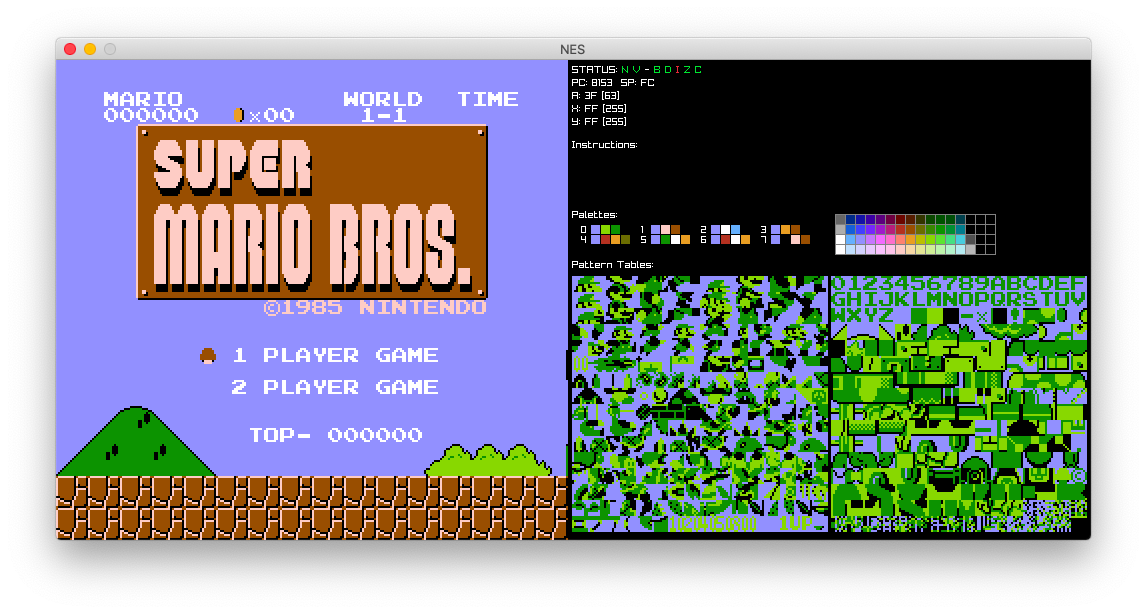 NES
MARIO WORLD TIME
000000 ×00 1-1
SUPER
MARIO BROS.
©1985 NINTENDO
1 PLAYER GAME
2 PLAYER GAME
TOP- 000000
STATUS: N V - B D I Z C
PC: 8153 SP: FC
A: 3F [63]
X: FF [255]
Y: FF [255]
Instructions:
Palettes:
0 1 2 3
4 5 6 7
Pattern Tables:
0123456789ABCDEF
GHIJKLMNOPQRSTUV
WXYZ
1UP